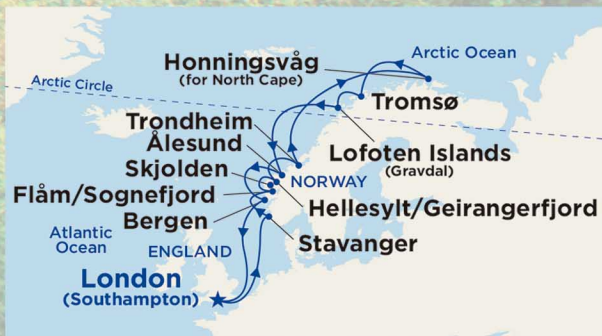 Honningsvåg
(for North Cape)
Arctic Ocean
Arctic Circle
Tromsø
Trondheim
Ålesund
Lofoten Islands
(Gravdal)
Skjolden
NORWAY
Flåm/Sognefjord
Hellesylt/Geirangerfjord
Bergen
Atlantic
Ocean
ENGLAND
Stavanger
London
(Southampton)